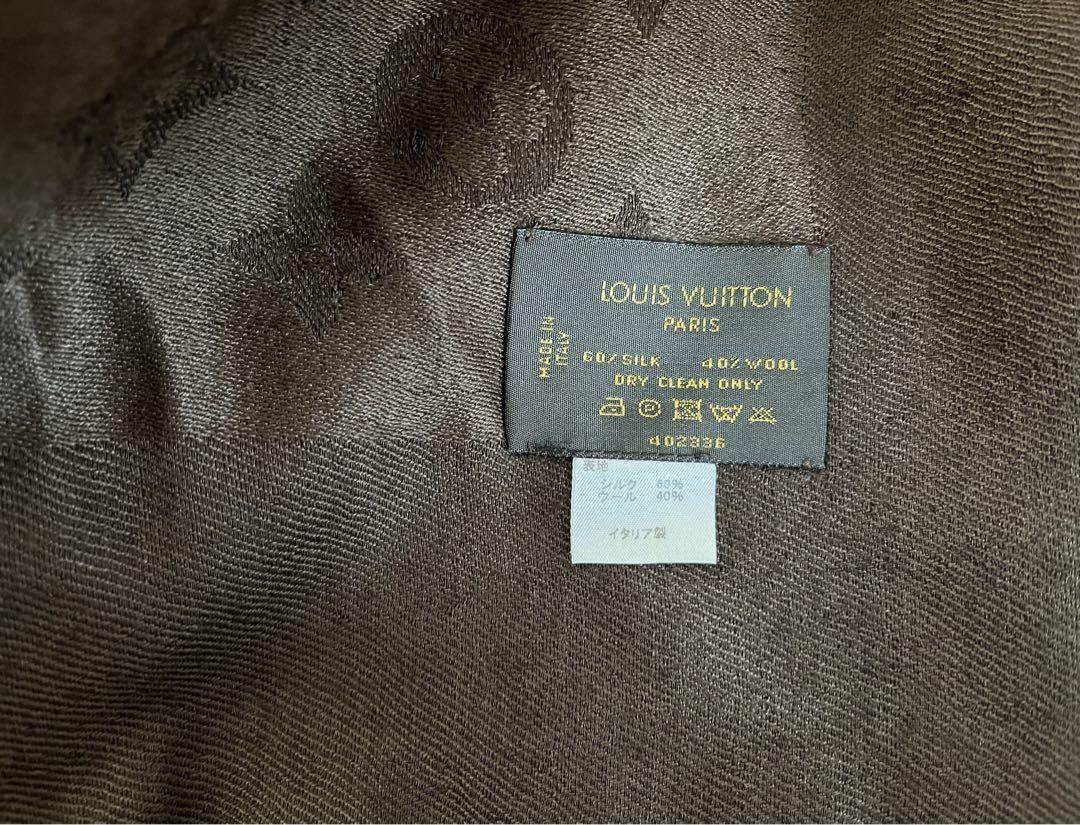 LOUIS VUITTON
PARIS
MADE IN
ITALY
60% SILK 40% WOOL
DRY CLEAN ONLY
P
402336
表地
シルク 60%
ウール 40%
イタリア製